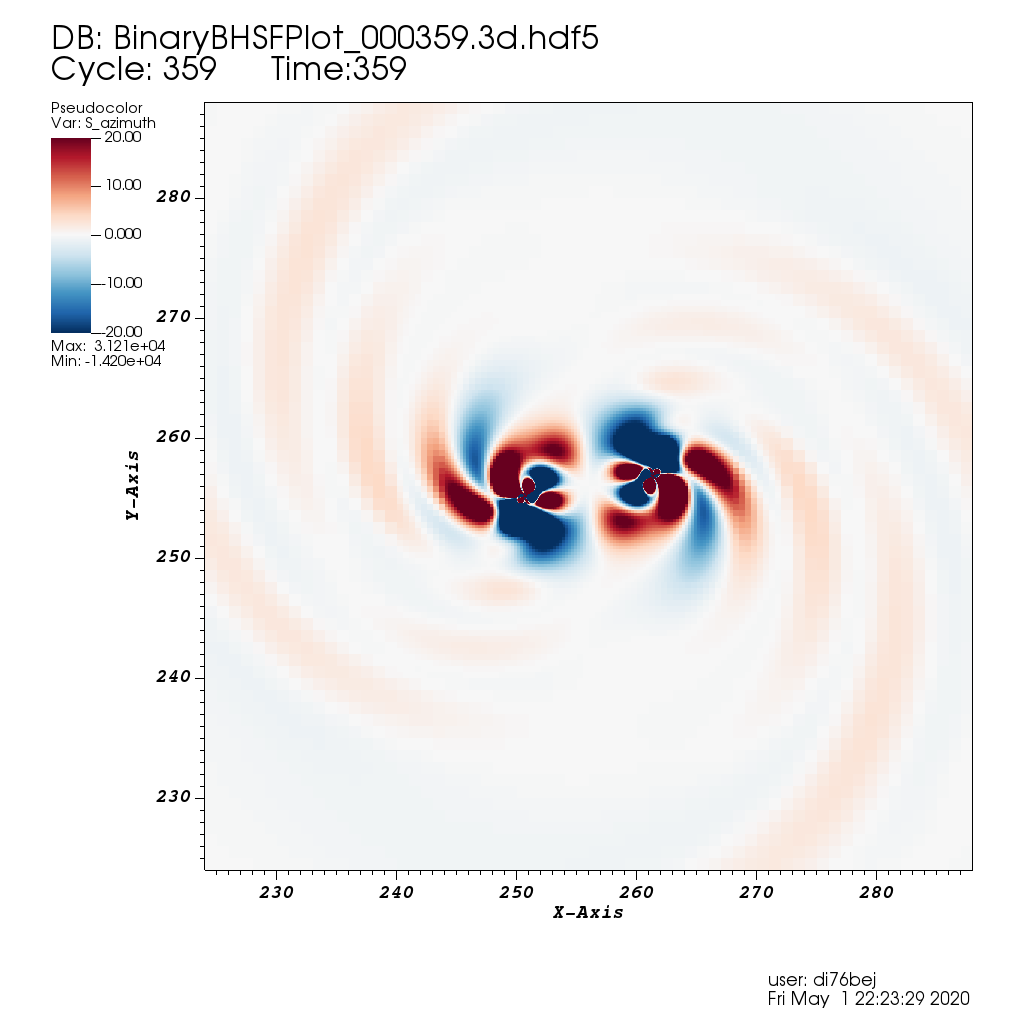 DB: BinaryBHSFPlot_000359.3d.hdf5
Cycle: 359 Time:359
Pseudocolor
Var: S_azimuth
20.00
10.00
0.000
-10.00
-20.00
Max: 3.121e+04
Min: -1.420e+04
280
270
260
250
240
230
Y-Axis
230 240 250 260 270 280
X-Axis
user: di76bej
Fri May 1 22:23:29 2020